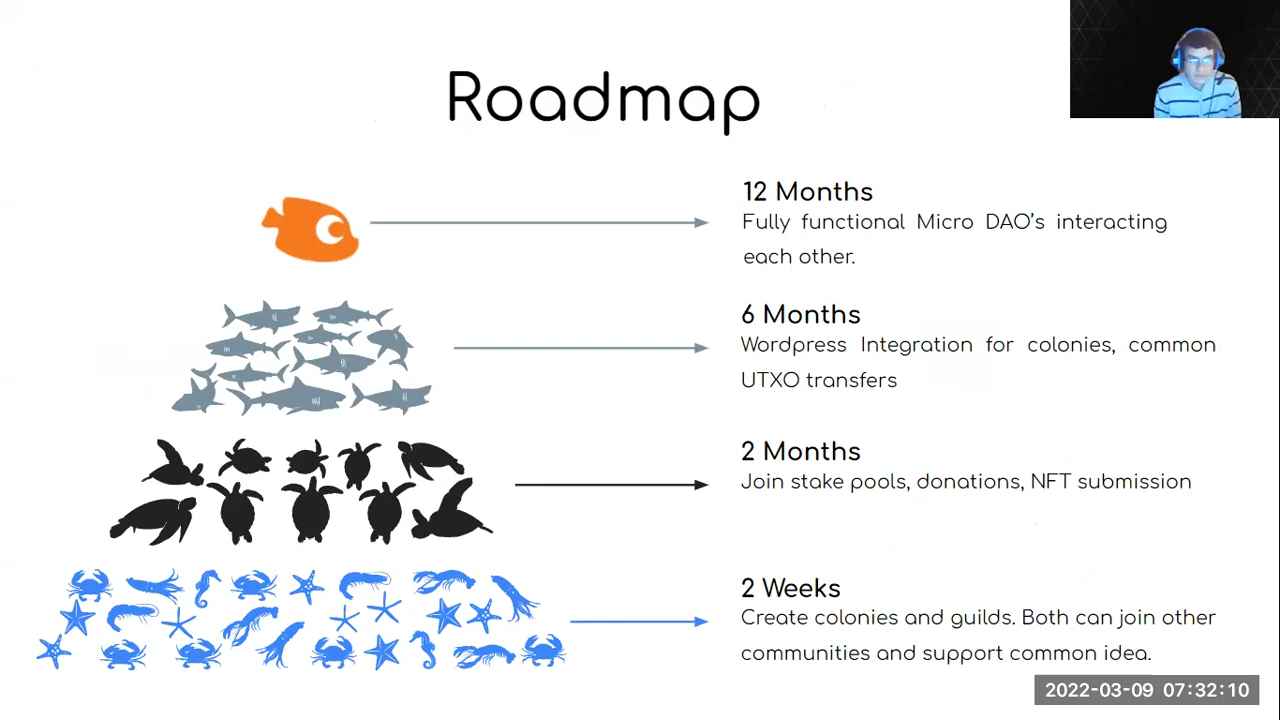 Roadmap
12 Months
Fully functional Micro DAO's interacting
each other.
6 Months
Wordpress Integration for colonies, common
UTXO transfers
2 Months
Join stake pools, donations, NFT submission
2 Weeks
Create colonies and guilds. Both can join other
communities and support common idea.
2022-03-09 07:32:10